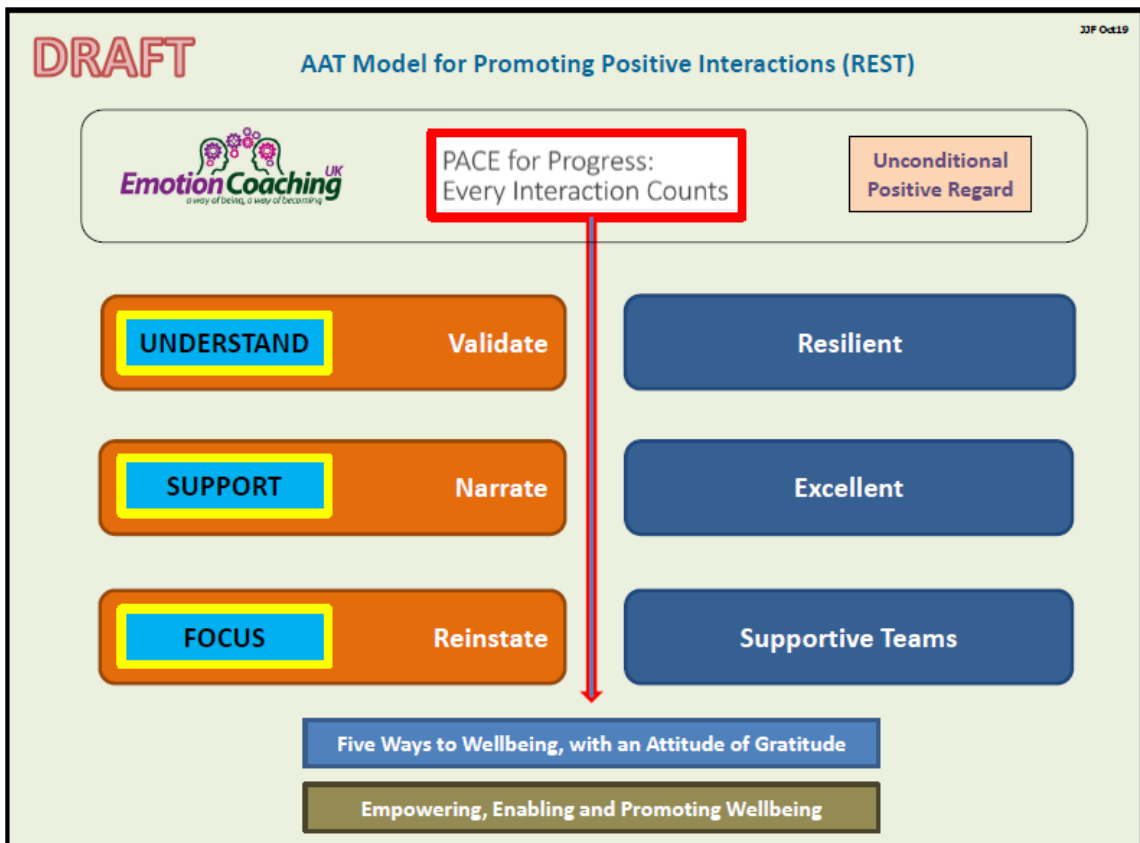 JJF Oct19
DRAFT
AAT Model for Promoting Positive Interactions (REST)
Emotion Coaching UK
a way of being, a way of becoming
PACE for Progress:
Every Interaction Counts
Unconditional
Positive Regard
UNDERSTAND Validate
Resilient
SUPPORT Narrate
Excellent
FOCUS Reinstate
Supportive Teams
Five Ways to Wellbeing, with an Attitude of Gratitude
Empowering, Enabling and Promoting Wellbeing